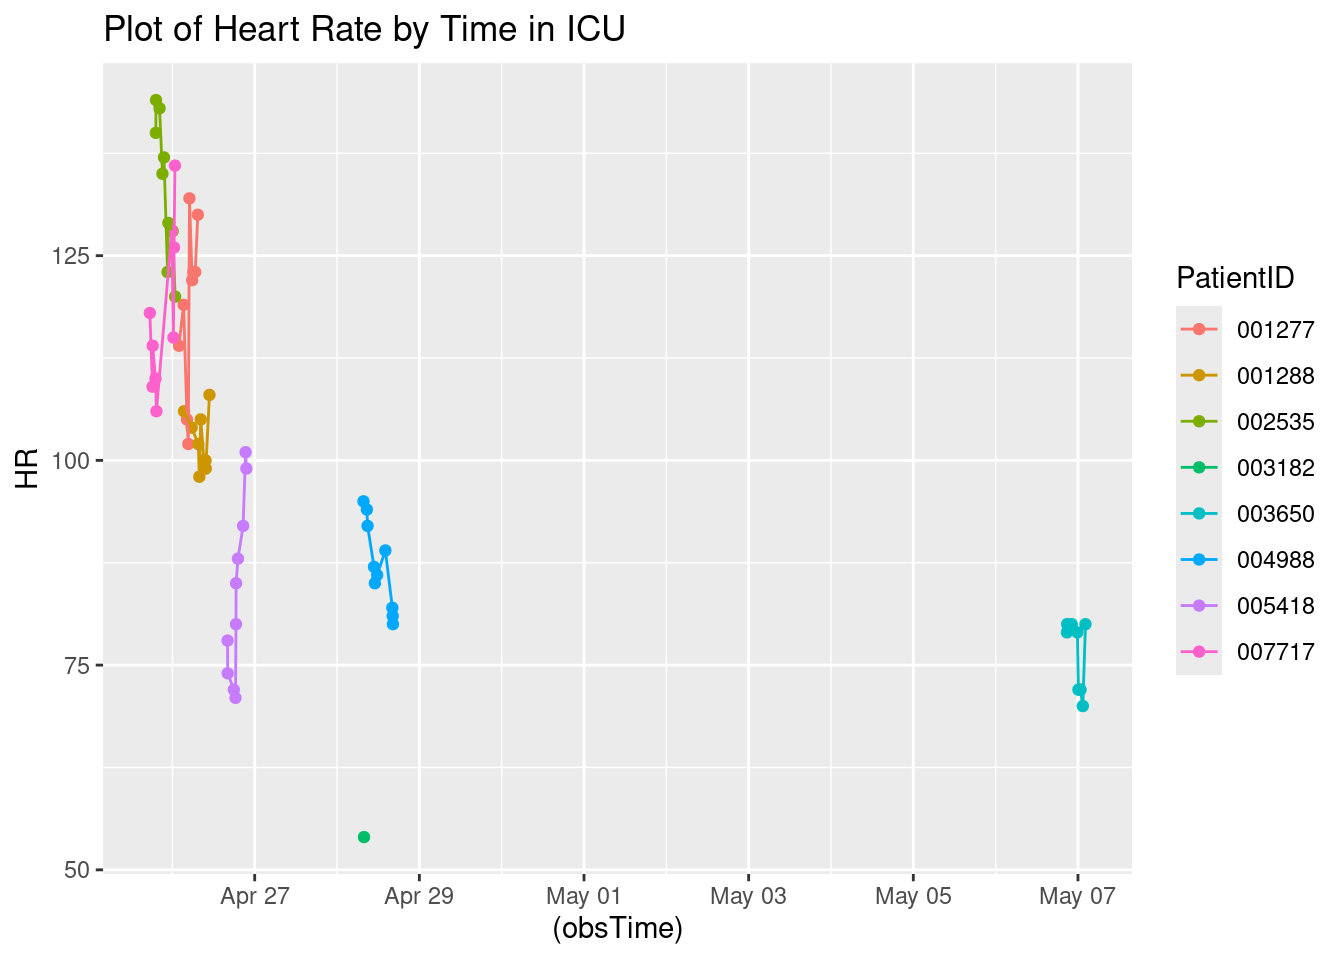 Plot of Heart Rate by Time in ICU
HR
125
100
75
50
Apr 27
Apr 29
May 01
May 03
May 05
May 07
(obsTime)
PatientID
001277
001288
002535
003182
003650
004988
005418
007717